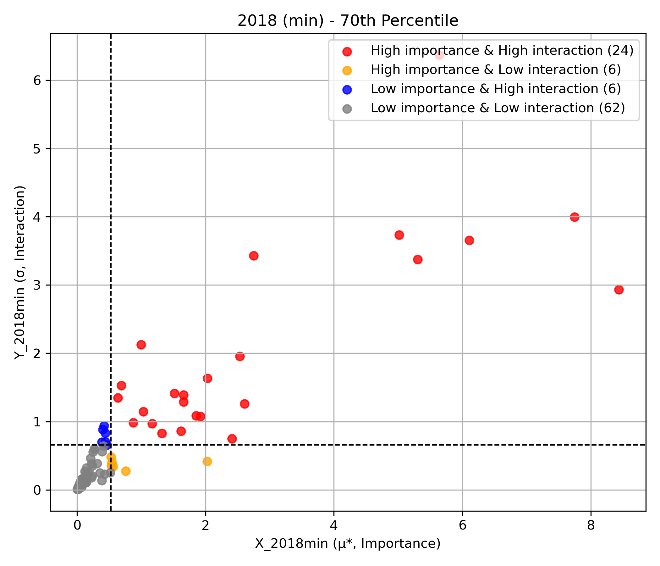 2018 (min) - 70th Percentile
High importance & High interaction (24)
High importance & Low interaction (6)
Low importance & High interaction (6)
Low importance & Low interaction (62)
Y_2018min (σ, Interaction)
6
5
4
3
2
1
0
0 2 4 6 8
X_2018min (μ*, Importance)